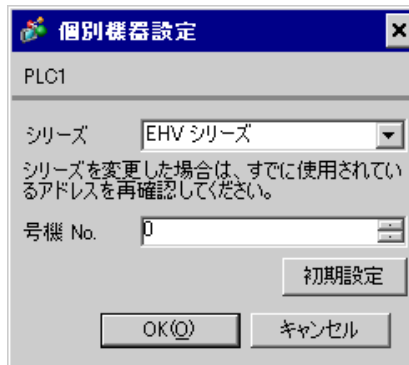 個別機器設定
PLC1
シリーズ EHV シリーズ
シリーズを変更した場合は、すでに使用されてい
るアドレスを再確認してください。
号機 No. 0
初期設定
OK(O) キャンセル